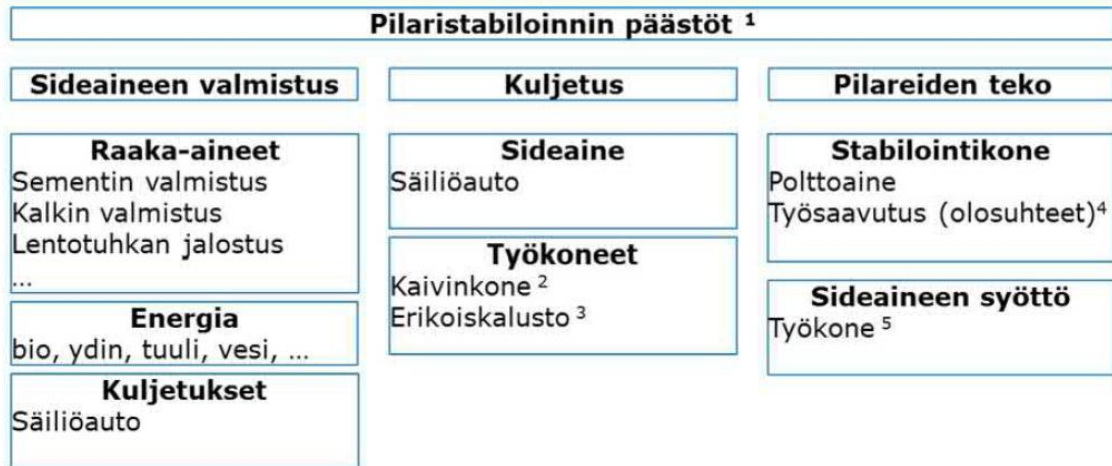 Pilaristabiloinnin päästöt ¹
Sideaineen valmistus
Raaka-aineet
Sementin valmistus
Kalkin valmistus
Lentotuhkan jalostus
...
Energia
bio, ydin, tuuli, vesi, ...
Kuljetukset
Säiliöauto
Kuljetus
Sideaine
Säiliöauto
Työkoneet
Kaivinkone ²
Erikoiskalusto ³
Pilareiden teko
Stabilointikone
Polttoaine
Työsaavutus (olosuhteet)⁴
Sideaineen syöttö
Työkone ⁵